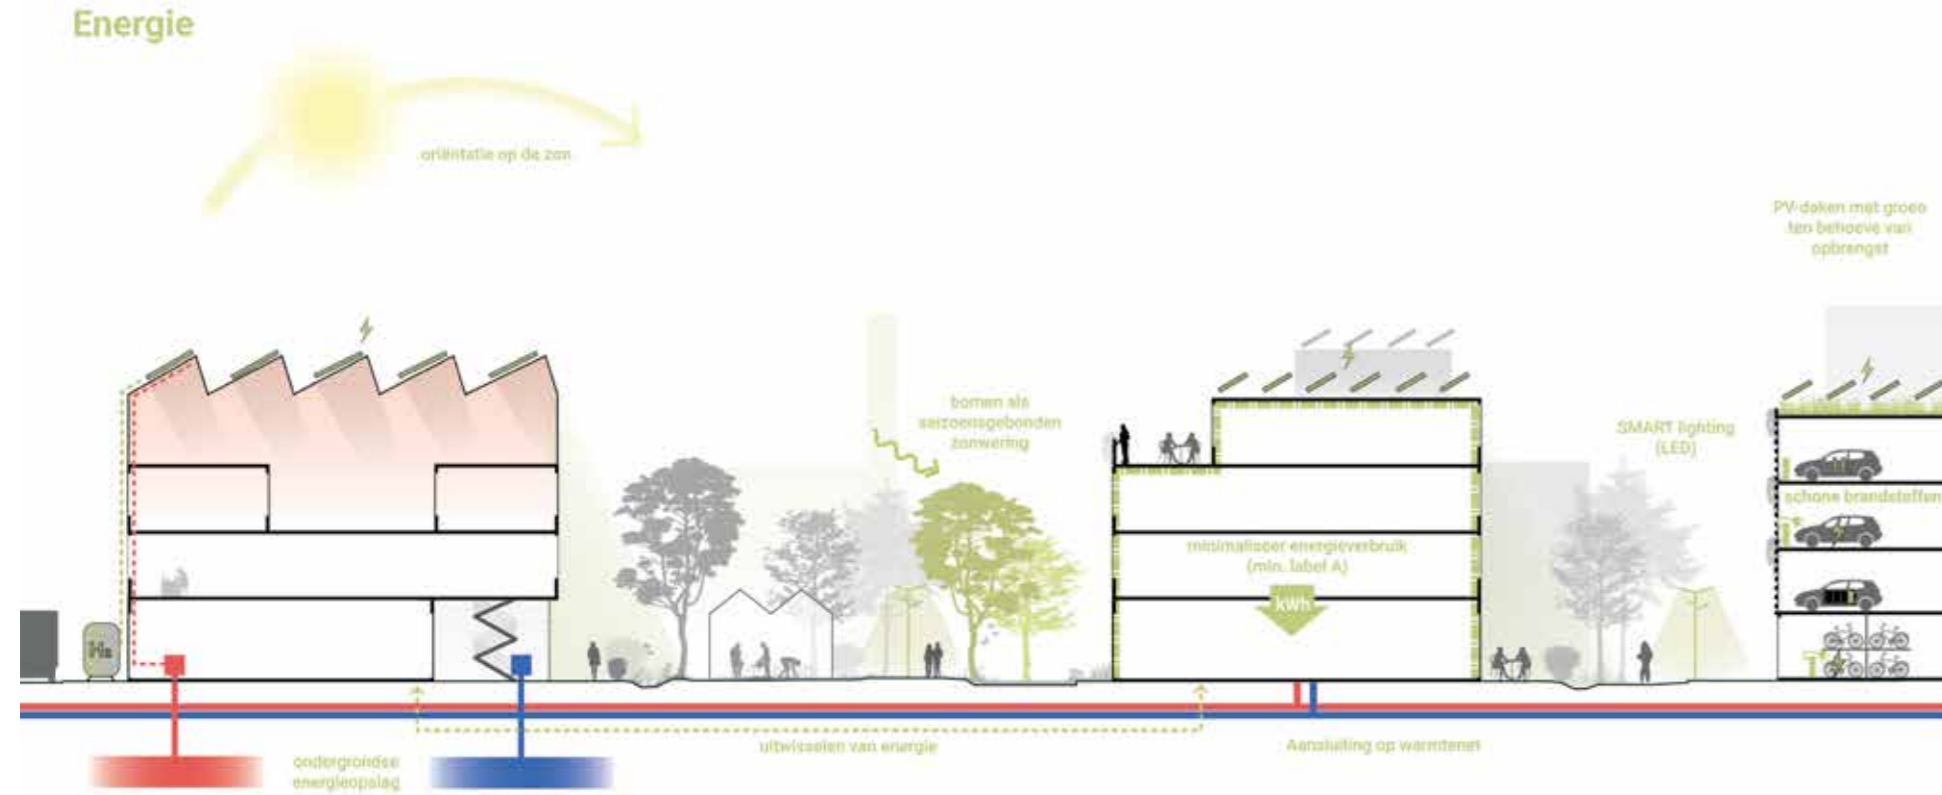 Energie
oriëntatie op de zon
PV-daken met groen
ten behoeve van
opbrengst
bomen als
seizoensgebonden
zonwering
SMART lighting
(LED)
schone brandstoffen
minimaliseer energieverbruik
(min. label A)
kWh
H₂
uitwisselen van energie
Aansluiting op warmtenet
ondergrondse
energieopslag